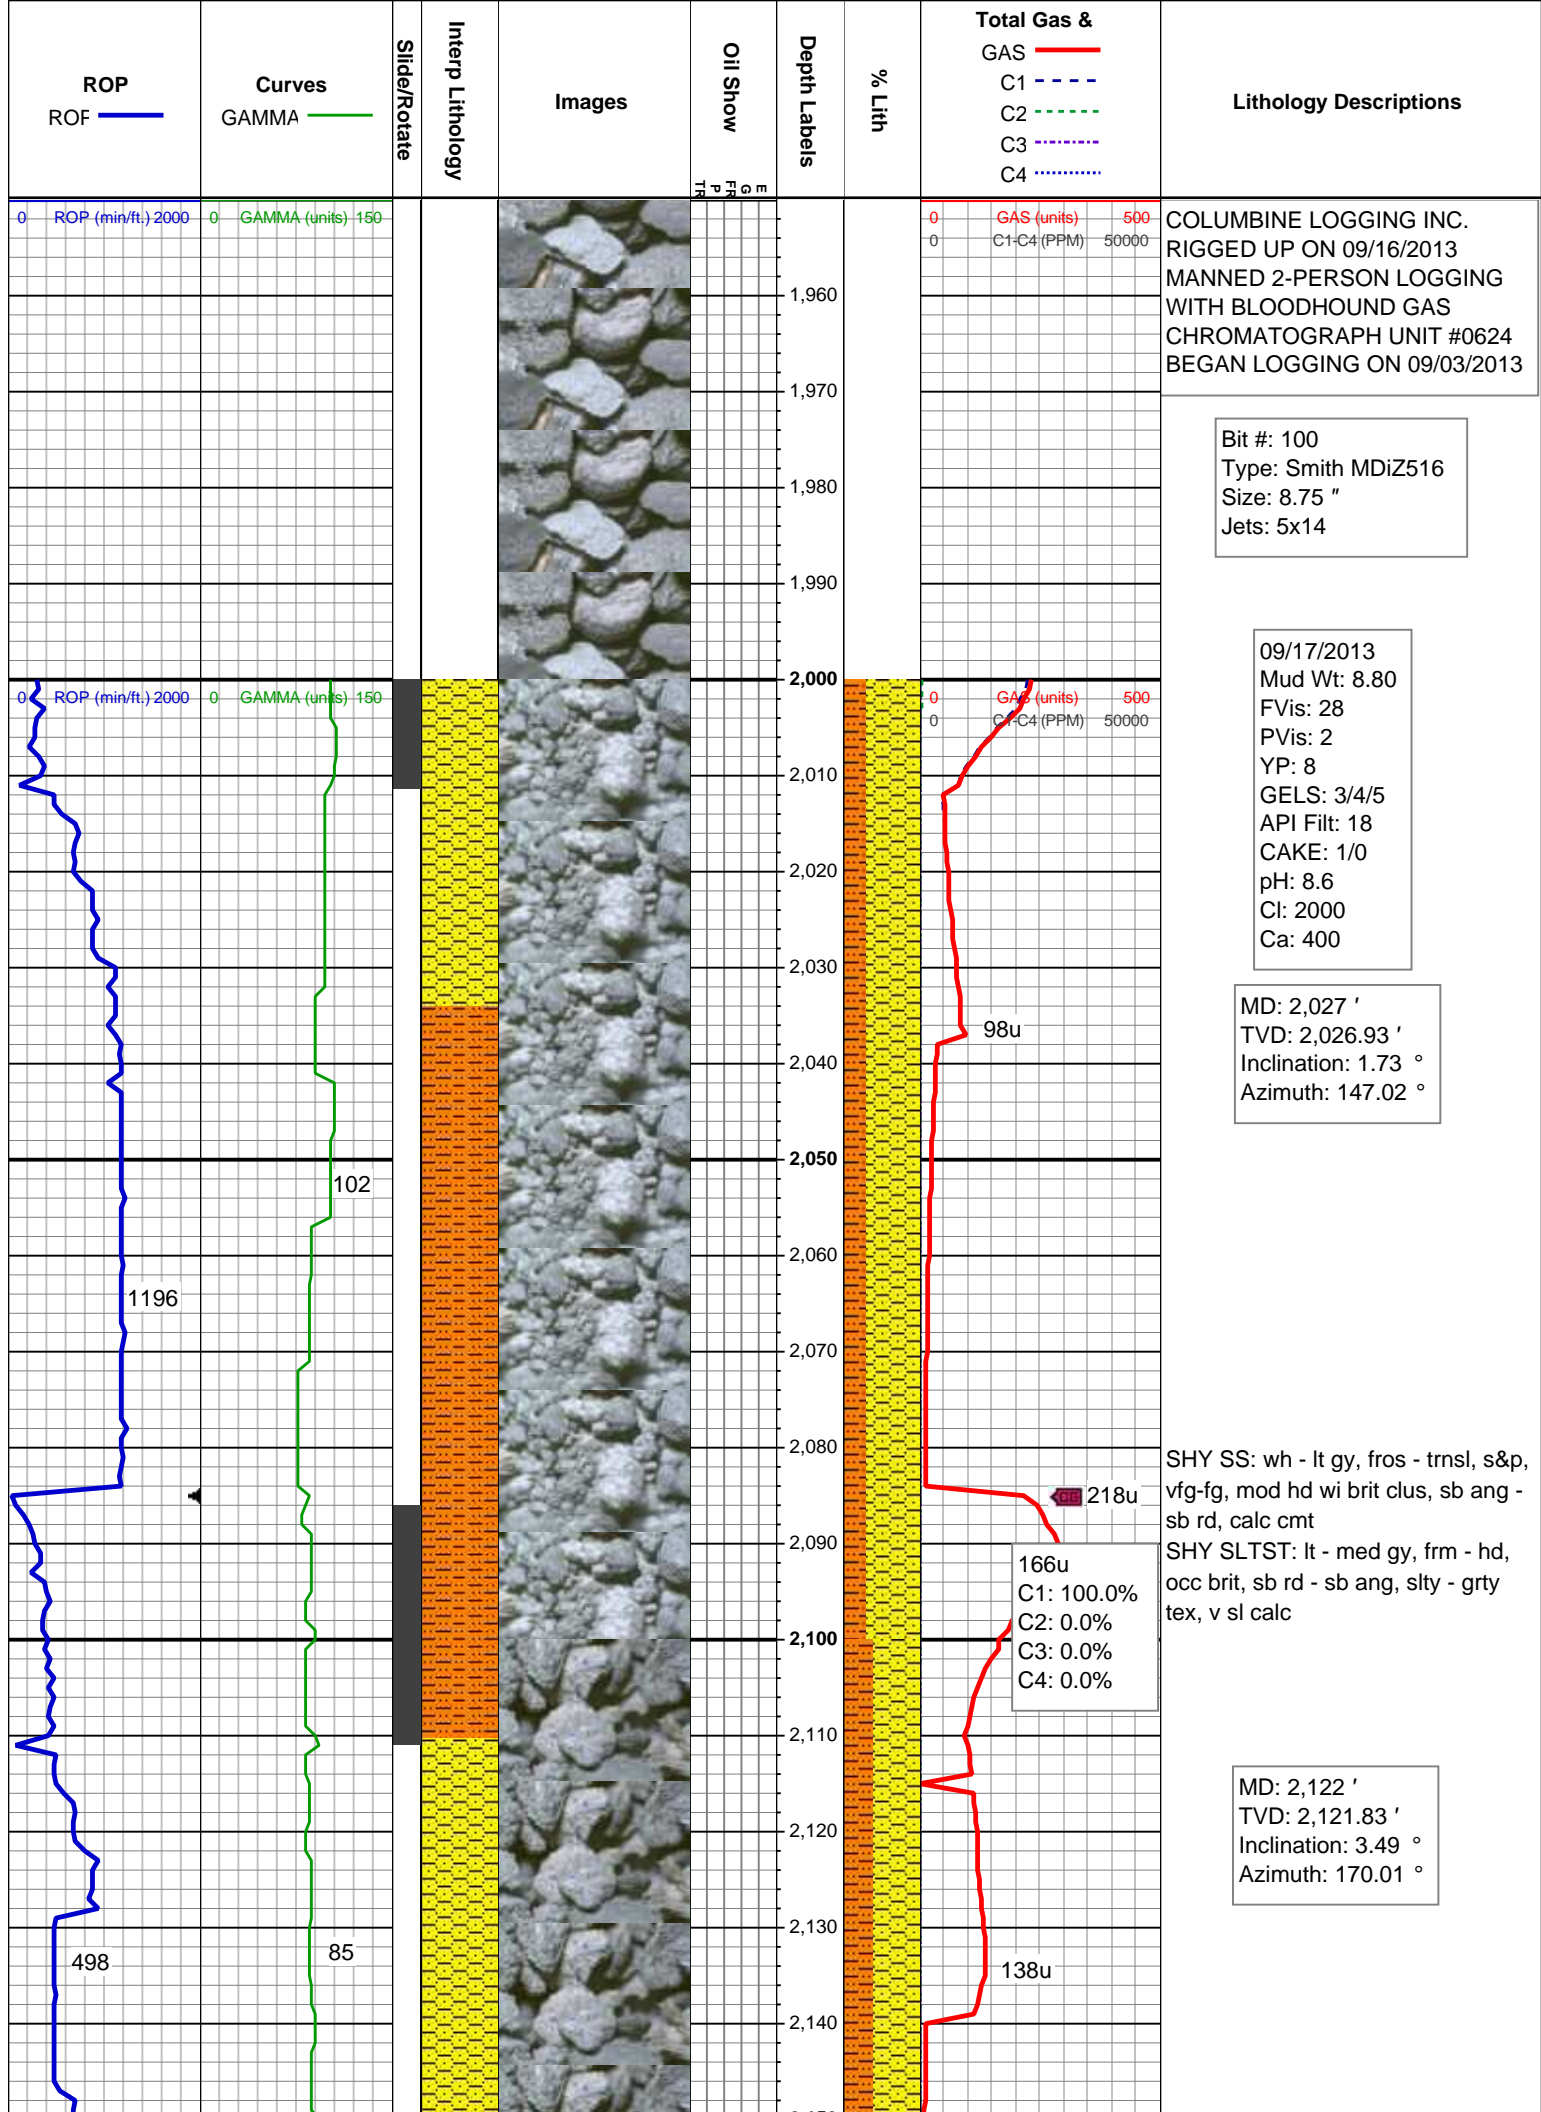 ROP
ROF
Curves
GAMMA
Slide/Rotate
Interp Lithology
Images
Oil Show
TR
P
FR
G
E
Depth Labels
% Lith
Total Gas &
GAS
C1
C2
C3
C4
Lithology Descriptions
0 ROP (min/ft.) 2000
0 GAMMA (units) 150
0 GAS (units) 500
0 C1-C4 (PPM) 50000
COLUMBINE LOGGING INC.
RIGGED UP ON 09/16/2013
MANNED 2-PERSON LOGGING
WITH BLOODHOUND GAS
CHROMATOGRAPH UNIT #0624
BEGAN LOGGING ON 09/03/2013
1,960
1,970
Bit #: 100
Type: Smith MDiZ516
Size: 8.75 "
Jets: 5x14
1,980
1,990
09/17/2013
Mud Wt: 8.80
FVis: 28
PVis: 2
YP: 8
GELS: 3/4/5
API Filt: 18
CAKE: 1/0
pH: 8.6
Cl: 2000
Ca: 400
2,000
0 ROP (min/ft.) 2000
0 GAMMA (units) 150
0 GAS (units) 500
0 C1-C4 (PPM) 50000
2,010
2,020
2,030
98u
MD: 2,027 '
TVD: 2,026.93 '
Inclination: 1.73 °
Azimuth: 147.02 °
2,040
2,050
102
2,060
1196
2,070
2,080
SHY SS: wh - lt gy, fros - trnsl, s&p,
vfg-fg, mod hd wi brit clus, sb ang -
sb rd, calc cmt
SHY SLTST: lt - med gy, frm - hd,
occ brit, sb rd - sb ang, slty - grty
tex, v sl calc
218u
2,090
166u
C1: 100.0%
C2: 0.0%
C3: 0.0%
C4: 0.0%
2,100
2,110
MD: 2,122 '
TVD: 2,121.83 '
Inclination: 3.49 °
Azimuth: 170.01 °
2,120
2,130
498
85
138u
2,140